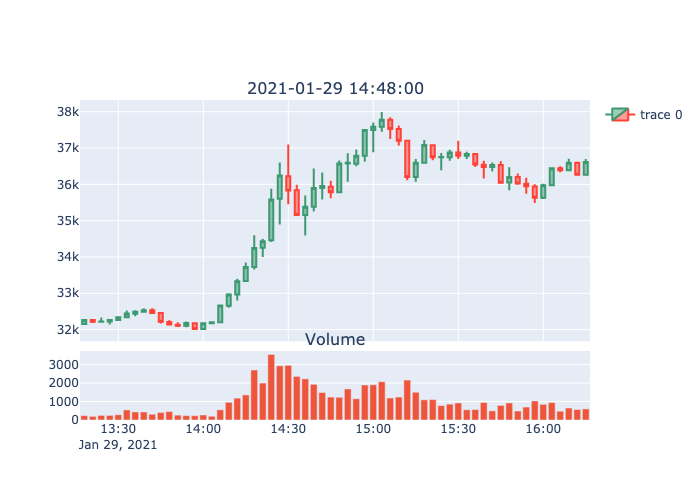 2021-01-29 14:48:00
38k
37k
36k
35k
34k
33k
32k
trace 0
Volume
3000
2000
1000
0
13:30 14:00 14:30 15:00 15:30 16:00
Jan 29, 2021